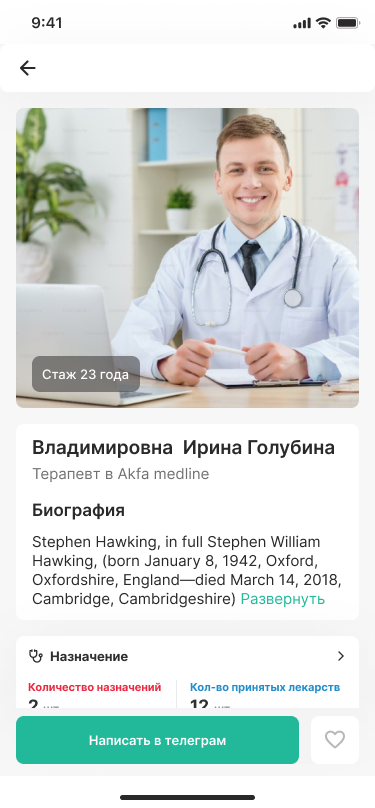 9:41
Стаж 23 года
Владимировна Ирина Голубина
Терапевт в Akfa medline
Биография
Stephen Hawking, in full Stephen William
Hawking, (born January 8, 1942, Oxford,
Oxfordshire, England—died March 14, 2018,
Cambridge, Cambridgeshire) Развернуть
Назначение
Количество назначений
Кол-во принятых лекарств
2 шт
12 шт
Написать в телеграм